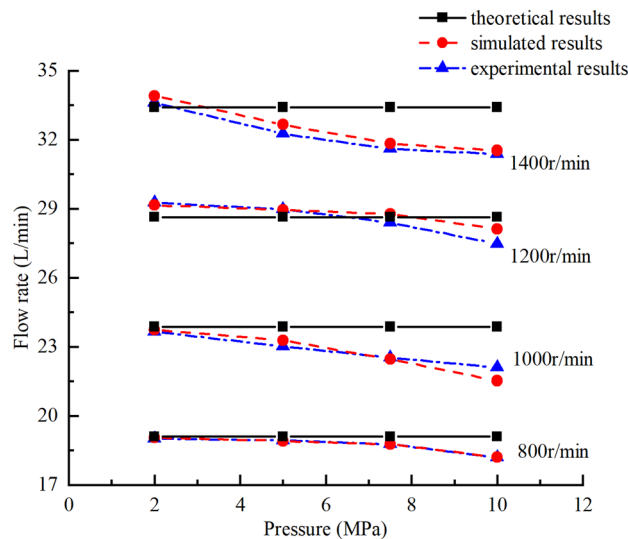 theoretical results
simulated results
experimental results
35
32
29
26
23
20
17
Flow rate (L/min)
1400r/min
1200r/min
1000r/min
800r/min
0 2 4 6 8 10 12
Pressure (MPa)